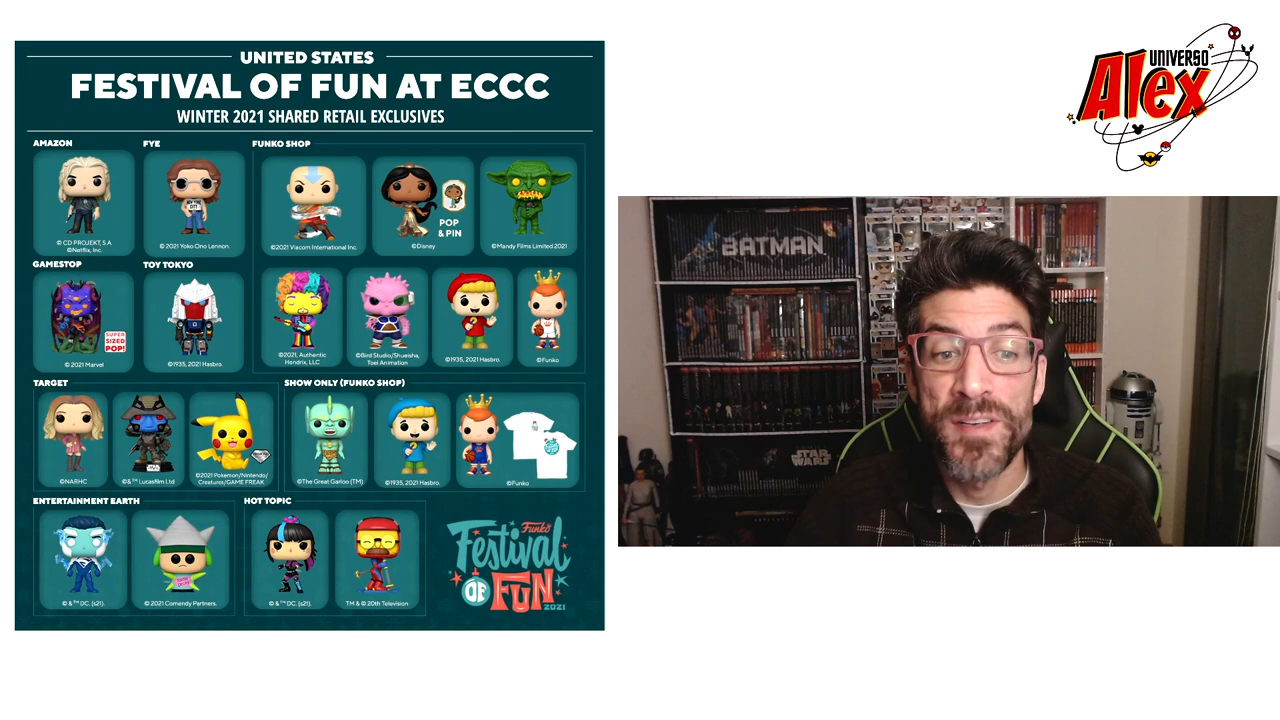 UNITED STATES
FESTIVAL OF FUN AT ECCC
WINTER 2021 SHARED RETAIL EXCLUSIVES
AMAZON
© CD PROJEKT, S.A
©Netflix, Inc.
FYE
NEW YORK
CITY
© 2021 Yoko Ono Lennon.
FUNKO SHOP
©2021 Viacom International Inc.
POP
& PIN
©Disney
©Mandy Films Limited 2021
GAMESTOP
SUPER
SIZED
POP!
© 2021 Marvel
TOY TOKYO
©1935, 2021 Hasbro.
©2021, Authentic
Hendrix, LLC
©Bird Studio/Shueisha,
Toei Animation
©1935, 2021 Hasbro.
©Funko
TARGET
©NARHC
STAR WARS
©&™ Lucasfilm Ltd
©2021 Pokemon/Nintendo/
Creatures/GAME FREAK
SHOW ONLY (FUNKO SHOP)
©The Great Garloo (TM)
©1935, 2021 Hasbro.
©Funko
ENTERTAINMENT EARTH
© &™ DC. (s21).
© 2021 Comendy Partners.
HOT TOPIC
© &™ DC. (s21).
TM & © 20th Television
Funko
Festival
OF FUN
2021
UNIVERSO
Alex
BATMAN
STAR
WARS